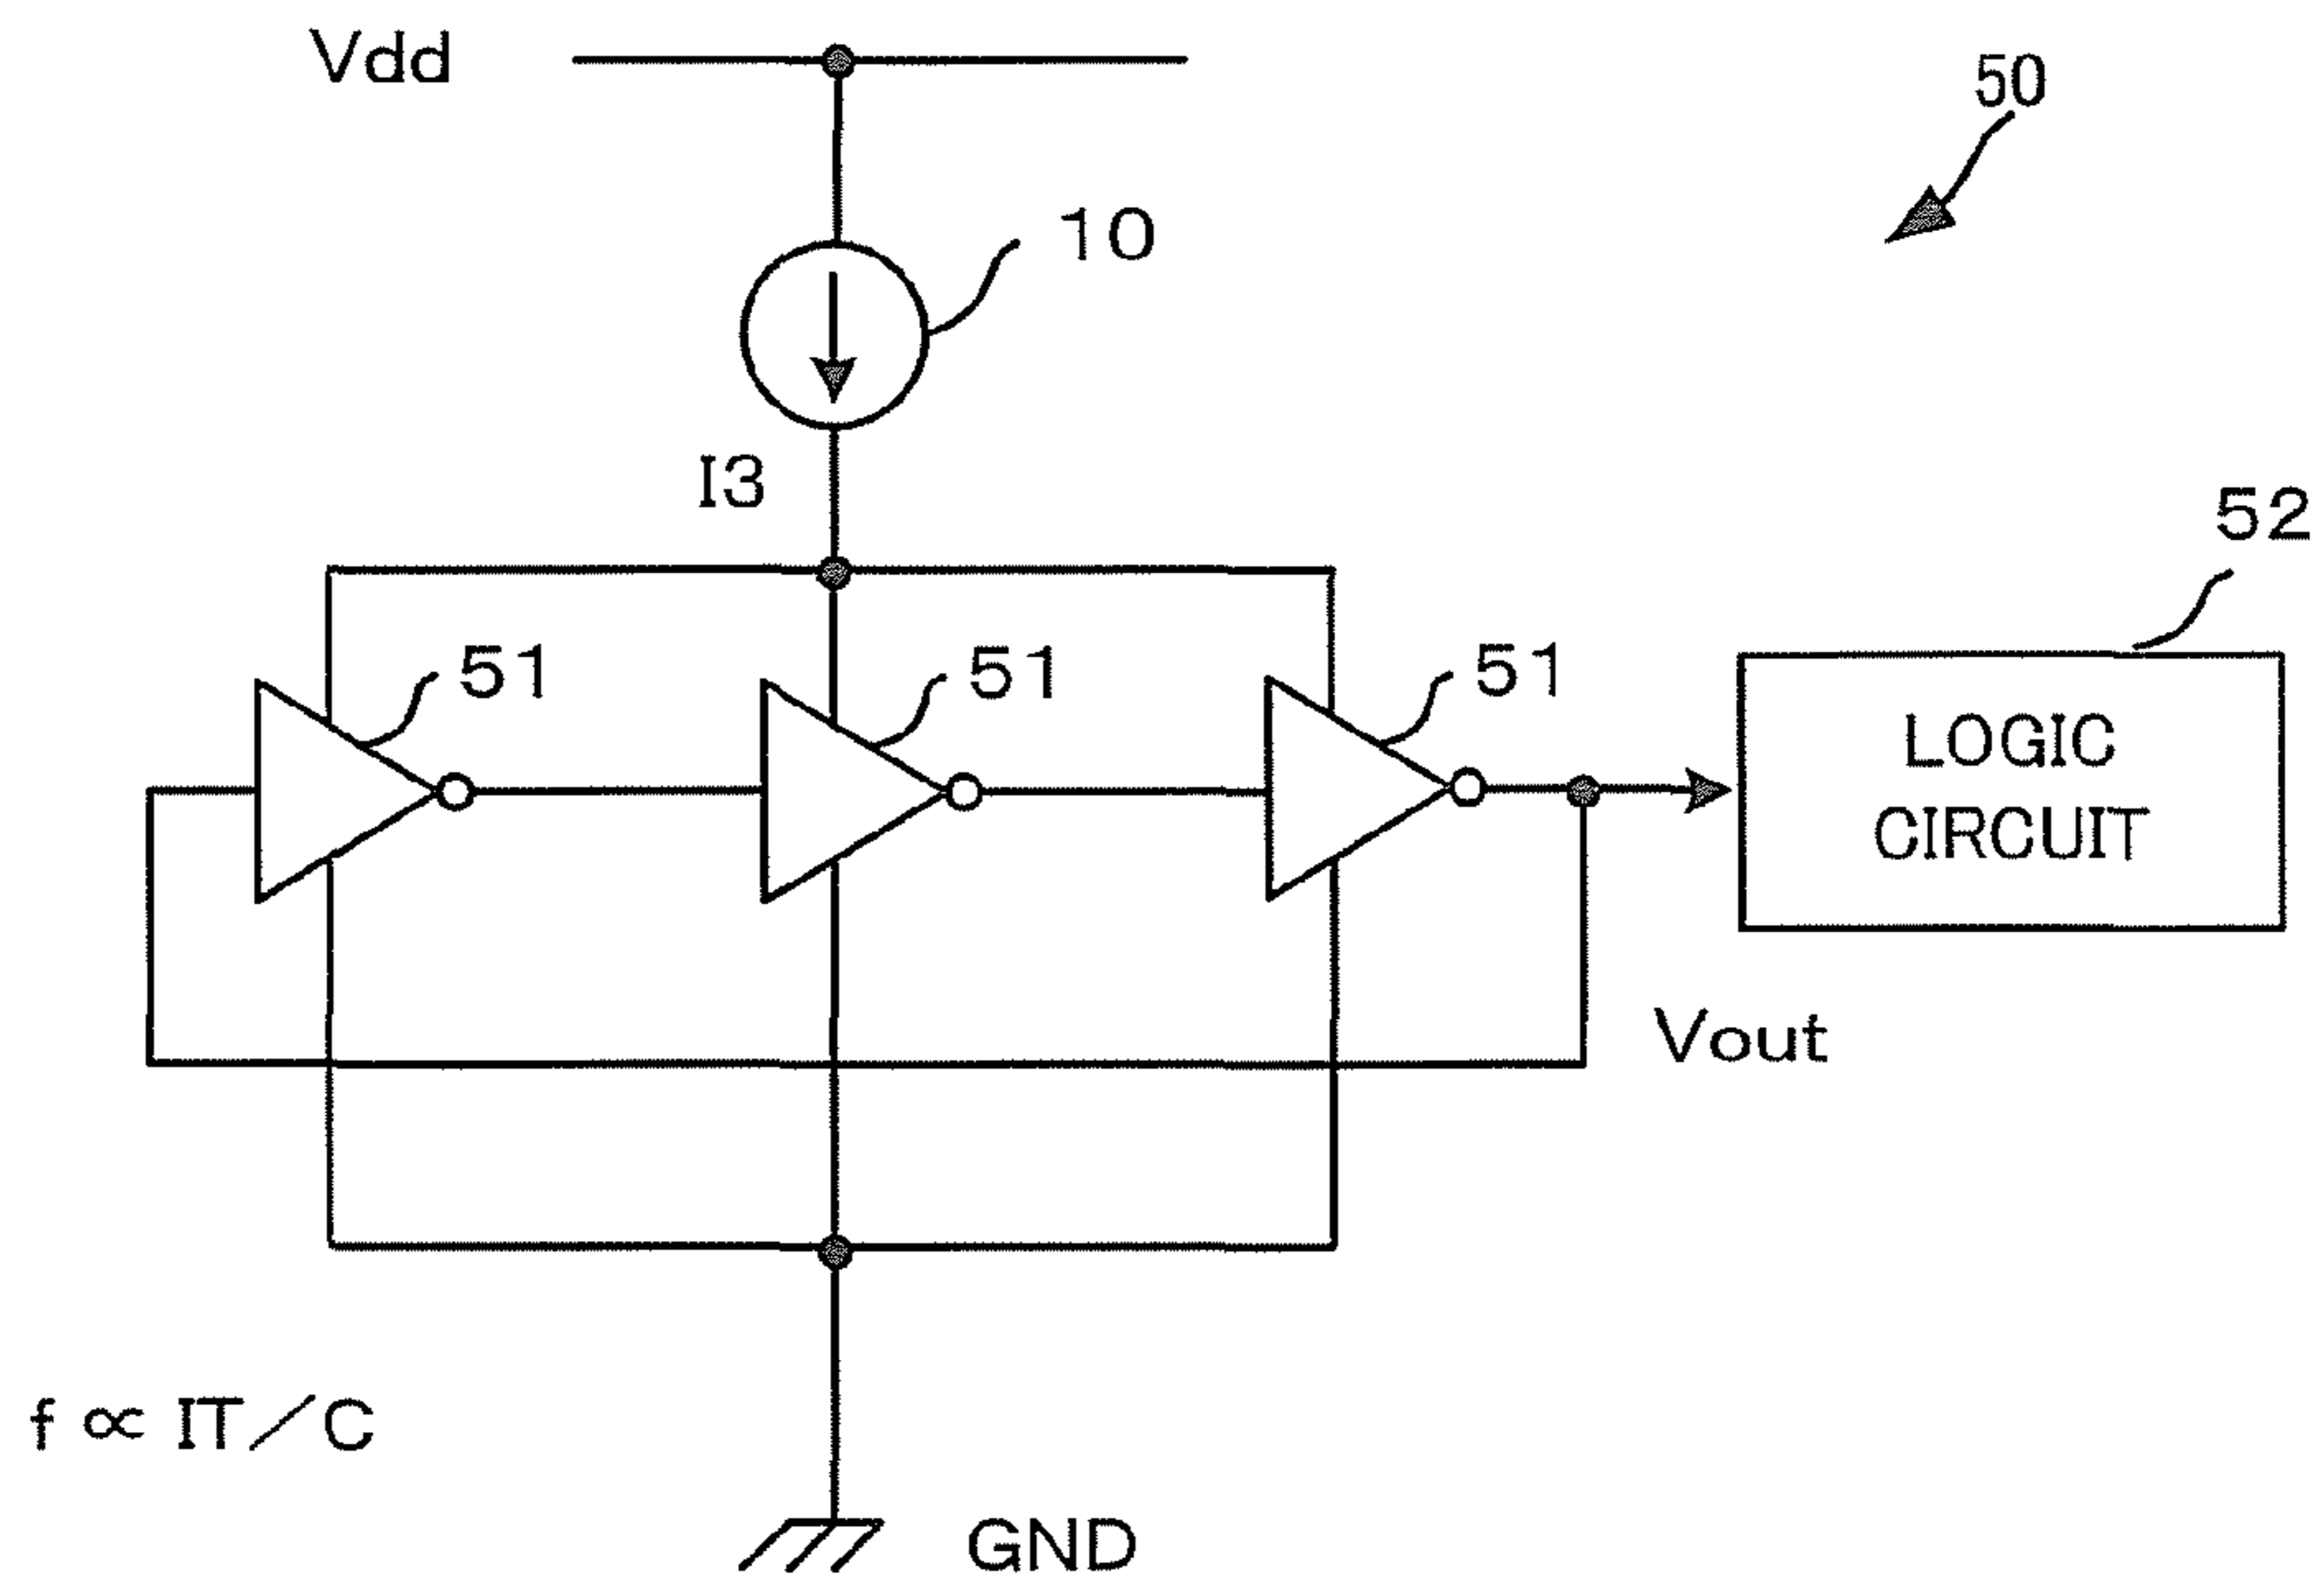 Vdd
50
10
I3
52
51
51
51
LOGIC
CIRCUIT
Vout
f ∝ IT/C
GND